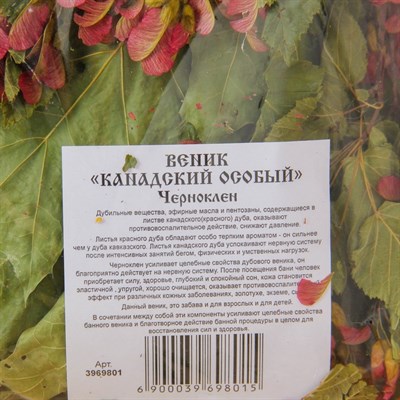 ВЕНИК
«КАНАДСКИЙ ОСОБЫЙ»
Черноклен
Дубильные вещества, эфирные масла и пентозаны, содержащиеся в
листве канадского(красного) дуба, оказывают
противовоспалительное действие, снижают давление
Листья красного дуба обладают особо терпким ароматом - он сильнее
чем у дуба кавказского. Листья канадского дуба успокаивают нервную систему
после интенсивных занятий бегом, физических и умственных нагрузок.
Черноклен усиливает целебные свойства дубового веника, он
благоприятно действует на нервную систему. После посещения бани человек
приобретает силу, здоровье, глубокий и спокойный сон, кожа становится
эластичной , упругой, хорошо очищается, оказывает противовоспалител
эффект при различных кожных заболеваниях, золотухе, экземе,
Данный веник, это забава и для взрослых и для детей.
В сочетании между собой эти компоненты усиливают целебные свойства
банного веника и благотворное действие банной процедуры в целом для
восстановления сил и здоровья.
Арт.
3969801
6 900039 698015